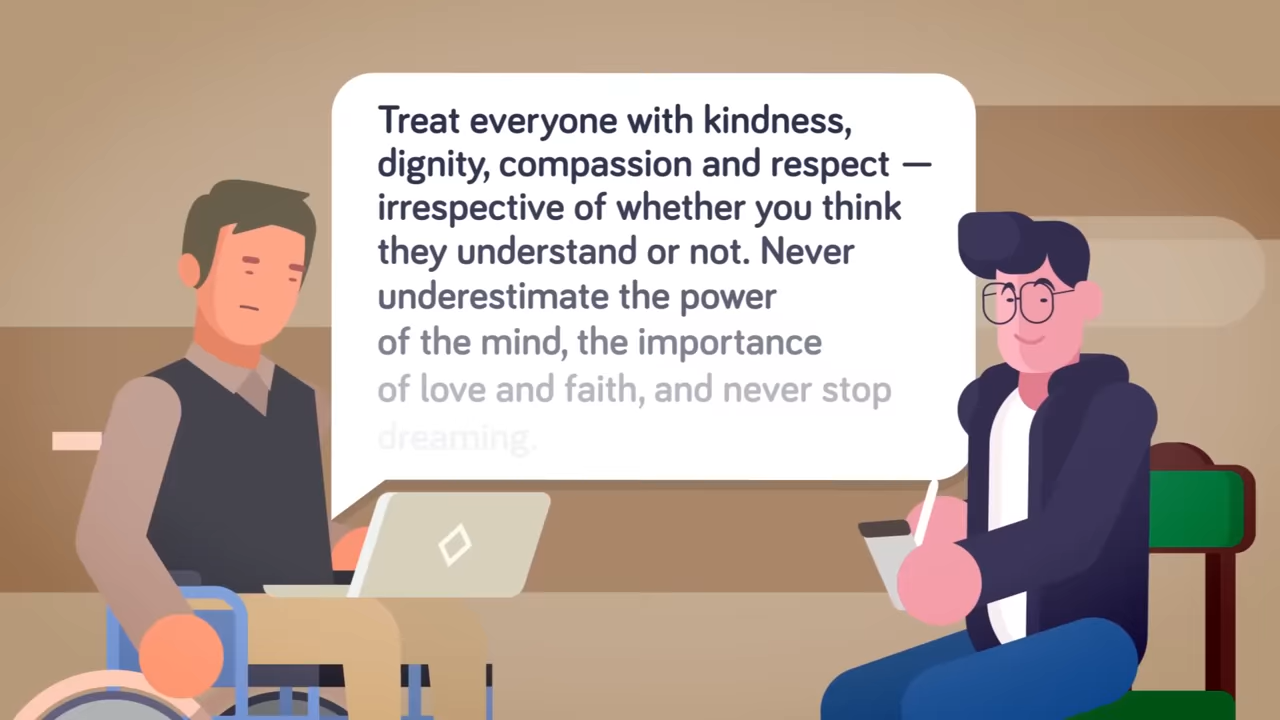 Treat everyone with kindness,
dignity, compassion and respect —
irrespective of whether you think
they understand or not. Never
underestimate the power
of the mind, the importance
of love and faith, and never stop
dreaming.